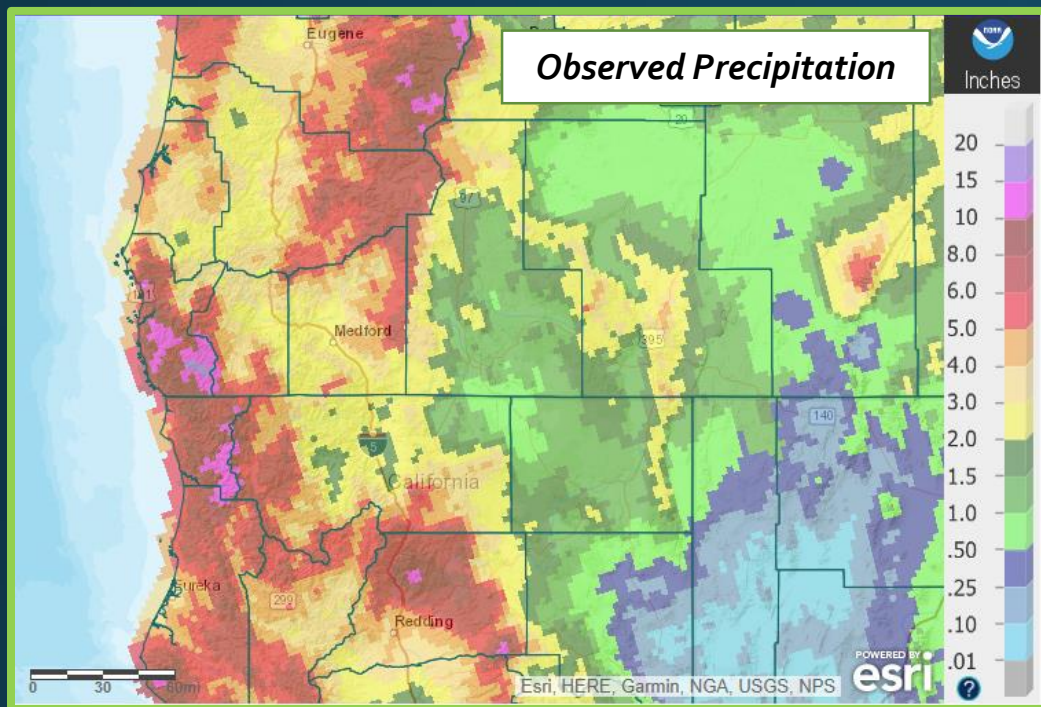 Eugene
Observed Precipitation
noaa
Inches
20
20
15
10
8.0
6.0
5.0
4.0
3.0
2.0
1.5
1.0
.50
.25
.10
.01
97
101
Medford
395
140
5
California
Eureka
299
Redding
0 30 60mi
Esri, HERE, Garmin, NGA, USGS, NPS
POWERED BY
esri
?